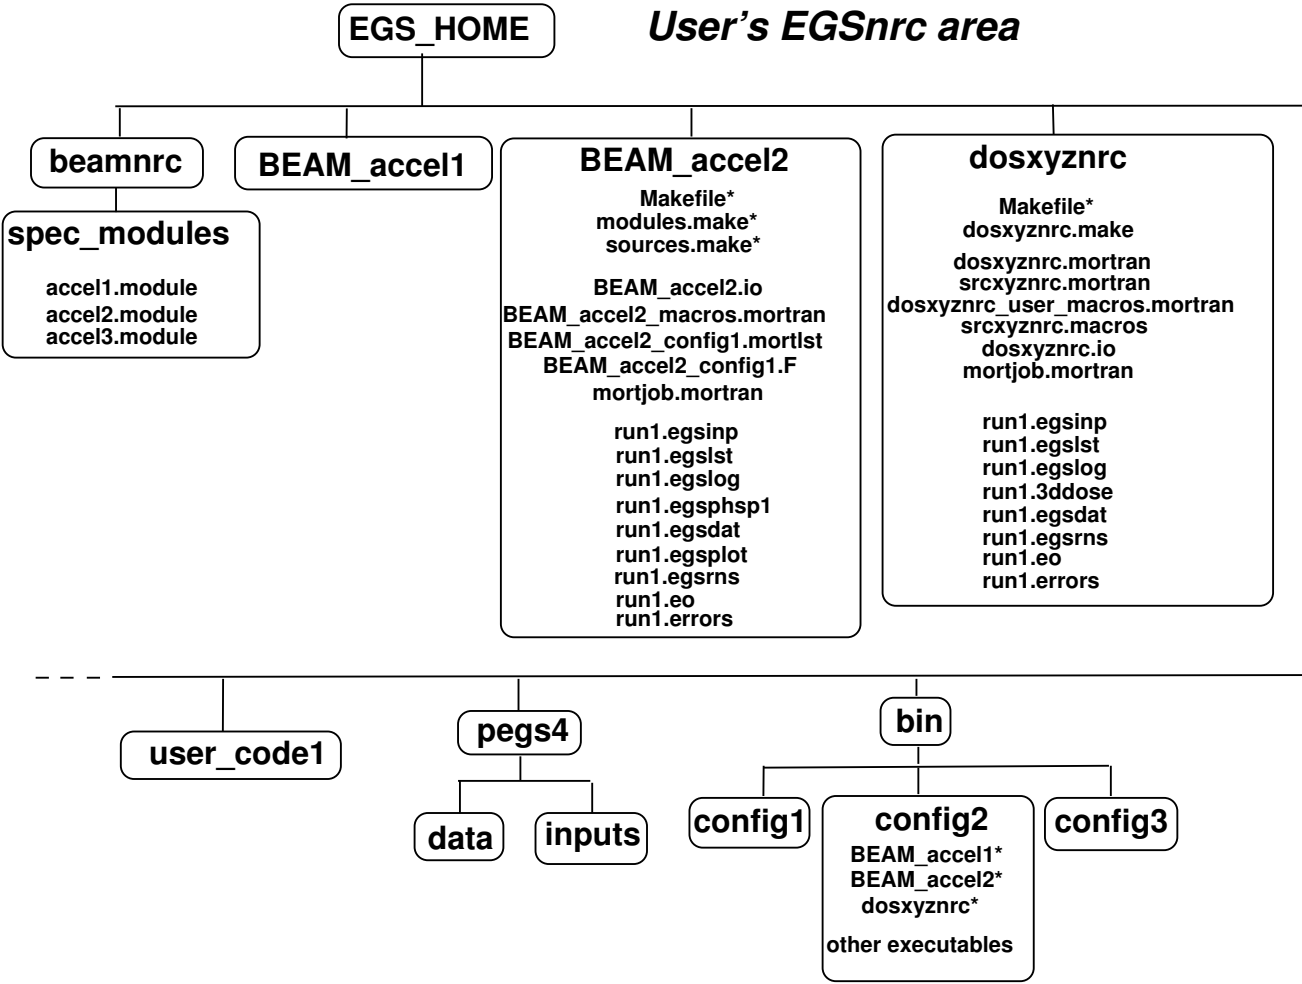 EGS_HOME
User's EGSnrc area
beamnrc
spec_modules
accel1.module
accel2.module
accel3.module
BEAM_accel1
BEAM_accel2
Makefile*
modules.make*
sources.make*
BEAM_accel2.io
BEAM_accel2_macros.mortran
BEAM_accel2_config1.mortlst
BEAM_accel2_config1.F
mortjob.mortran
run1.egsinp
run1.egslst
run1.egslog
run1.egsphsp1
run1.egsdat
run1.egsplot
run1.egsrns
run1.eo
run1.errors
dosxyznrc
Makefile*
dosxyznrc.make
dosxyznrc.mortran
srcxyznrc.mortran
dosxyznrc_user_macros.mortran
srcxyznrc.macros
dosxyznrc.io
mortjob.mortran
run1.egsinp
run1.egslst
run1.egslog
run1.3ddose
run1.egsdat
run1.egsrns
run1.eo
run1.errors
user_code1
pegs4
data
inputs
bin
config1
config2
BEAM_accel1*
BEAM_accel2*
dosxyznrc*
other executables
config3